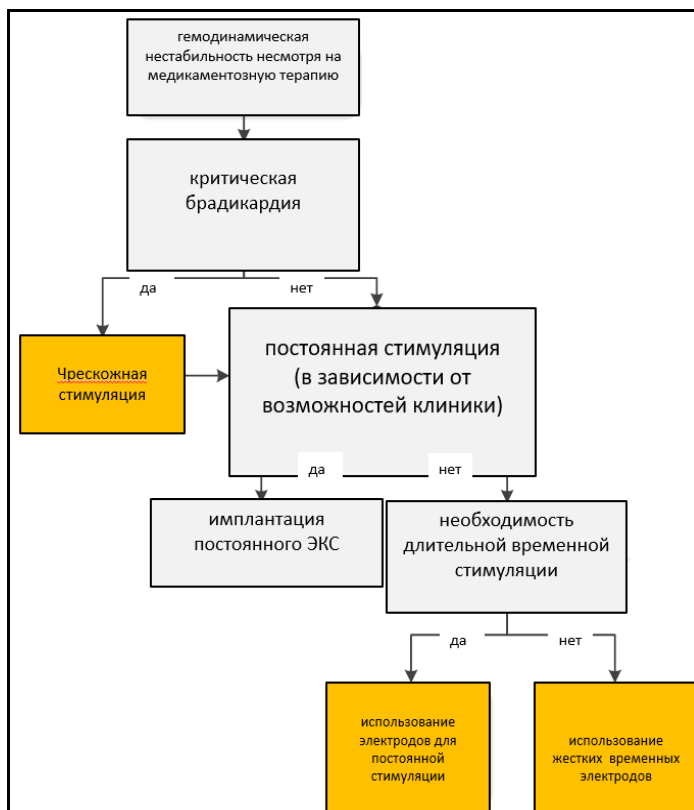 гемодинамическая
нестабильность несмотря на
медикаментозную терапию
критическая
брадикардия
да
нет
Чрескожная
стимуляция
постоянная стимуляция
(в зависимости от
возможностей клиники)
да
нет
имплантация
постоянного ЭКС
необходимость
длительной временной
стимуляции
да
нет
использование
электродов для
постоянной
стимуляции
использование
жестких временных
электродов